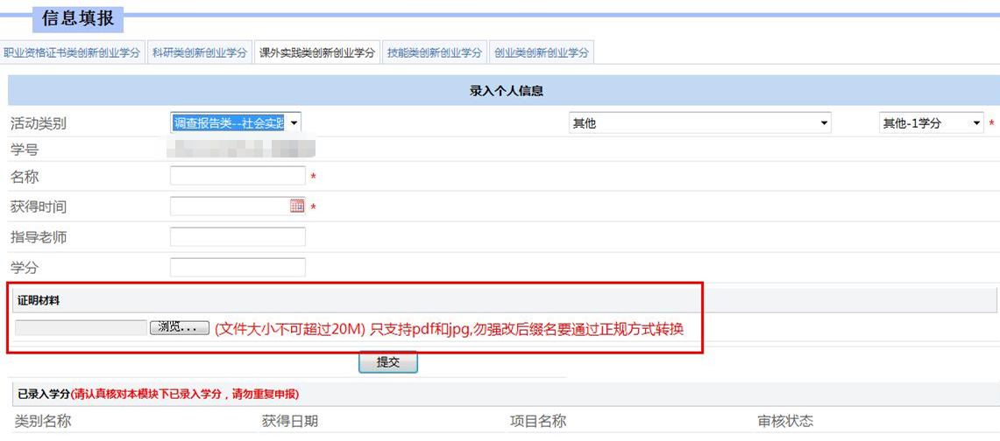 信息填报
职业资格证书类创新创业学分 科研类创新创业学分 课外实践类创新创业学分 技能类创新创业学分 创业类创新创业学分
录入个人信息
活动类别 调查报告类--社会实践 其他 其他-1学分 *
学号
名称 *
获得时间 *
指导老师
学分
证明材料
浏览... (文件大小不可超过20M) 只支持pdf和jpg,勿强改后缀名要通过正规方式转换
提交
已录入学分(请认真核对本模块下已录入学分，请勿重复申报)
类别名称 获得日期 项目名称 审核状态